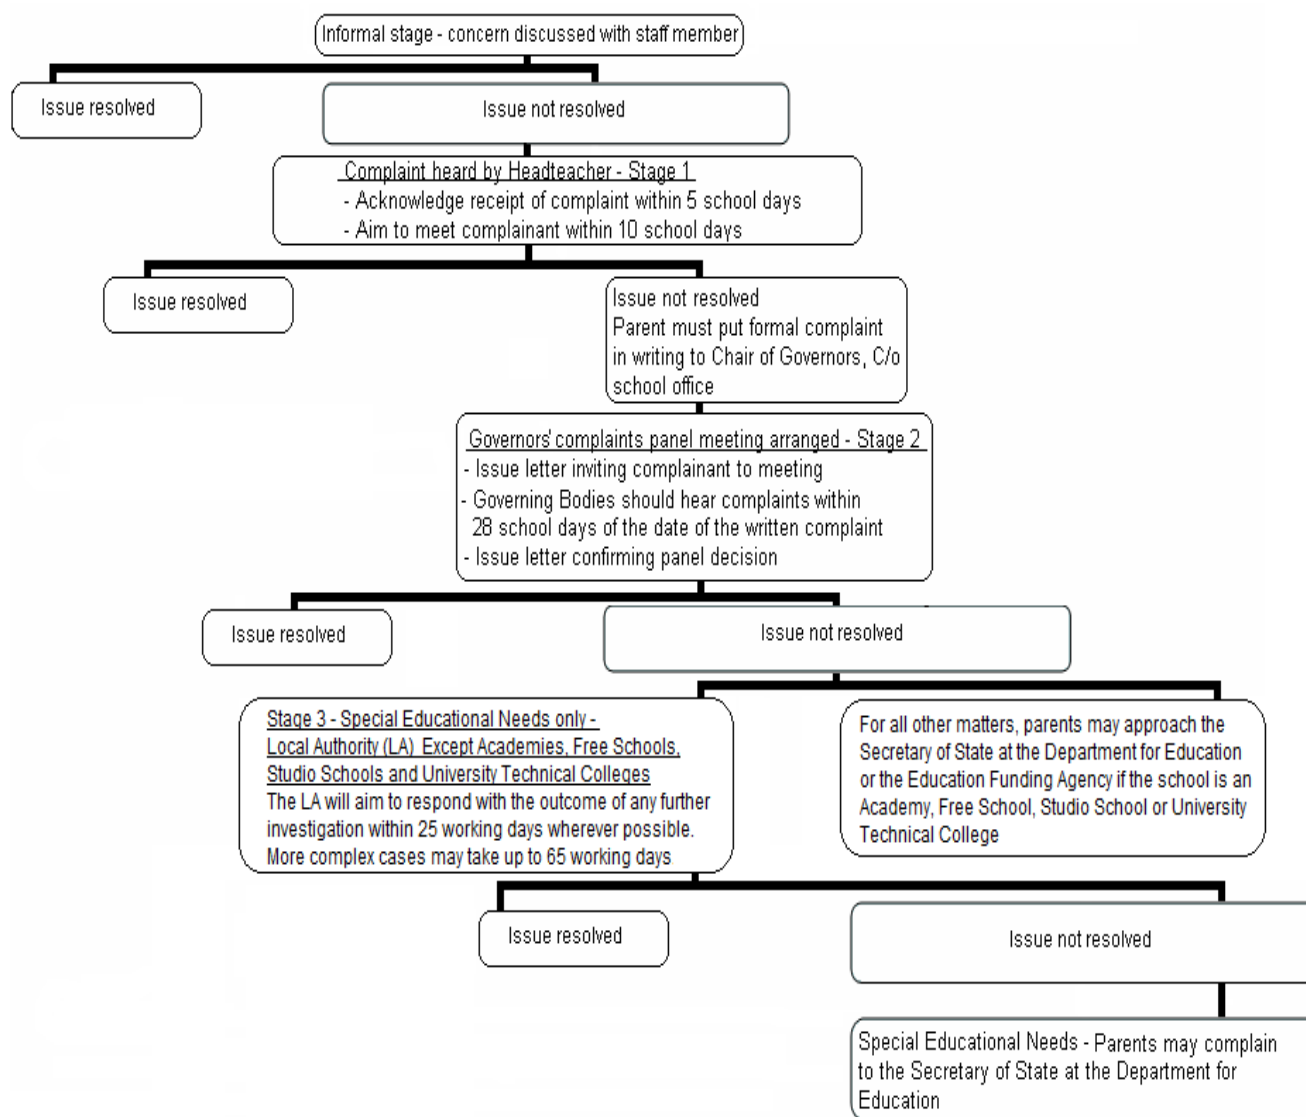 Informal stage - concern discussed with staff member
Issue resolved
Issue not resolved
Complaint heard by Headteacher - Stage 1
- Acknowledge receipt of complaint within 5 school days
- Aim to meet complainant within 10 school days
Issue resolved
Issue not resolved
Parent must put formal complaint
in writing to Chair of Governors, C/o
school office
Governors' complaints panel meeting arranged - Stage 2
- Issue letter inviting complainant to meeting
- Governing Bodies should hear complaints within
28 school days of the date of the written complaint
- Issue letter confirming panel decision
Issue resolved
Issue not resolved
Stage 3 - Special Educational Needs only -
Local Authority (LA) Except Academies, Free Schools,
Studio Schools and University Technical Colleges
The LA will aim to respond with the outcome of any further
investigation within 25 working days wherever possible.
More complex cases may take up to 65 working days
For all other matters, parents may approach the
Secretary of State at the Department for Education
or the Education Funding Agency if the school is an
Academy, Free School, Studio School or University
Technical College
Issue resolved
Issue not resolved
Special Educational Needs - Parents may complain
to the Secretary of State at the Department for
Education